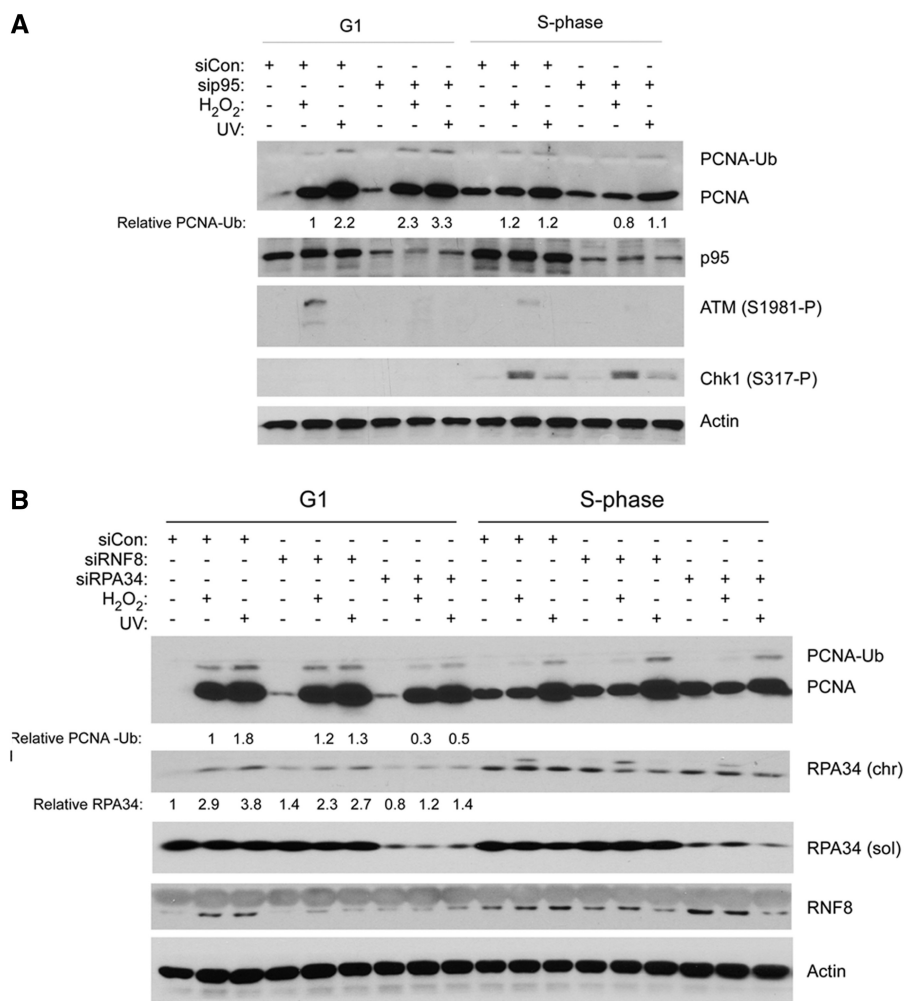 A
G1 S-phase
siCon: + + + - - - + + + - - -
sip95: - - - + + + - - - + + +
H2O2: - + - - + - - + - - + -
UV: - - + - - + - - + - - +
PCNA-Ub
PCNA
Relative PCNA-Ub: 1 2.2 2.3 3.3 1.2 1.2 0.8 1.1
p95
ATM (S1981-P)
Chk1 (S317-P)
Actin
B
G1 S-phase
siCon: + + + - - - - - - + + + - - - - - -
siRNF8: - - - + + + - - - - - - + + + - - -
siRPA34: - - - - - - + + + - - - - - - + + +
H2O2: - + - - + - - + - - + - - + - - + -
UV: - - + - - + - - + - - + - - + - - +
PCNA-Ub
PCNA
Relative PCNA -Ub: 1 1.8 1.2 1.3 0.3 0.5
RPA34 (chr)
Relative RPA34: 1 2.9 3.8 1.4 2.3 2.7 0.8 1.2 1.4
RPA34 (sol)
RNF8
Actin